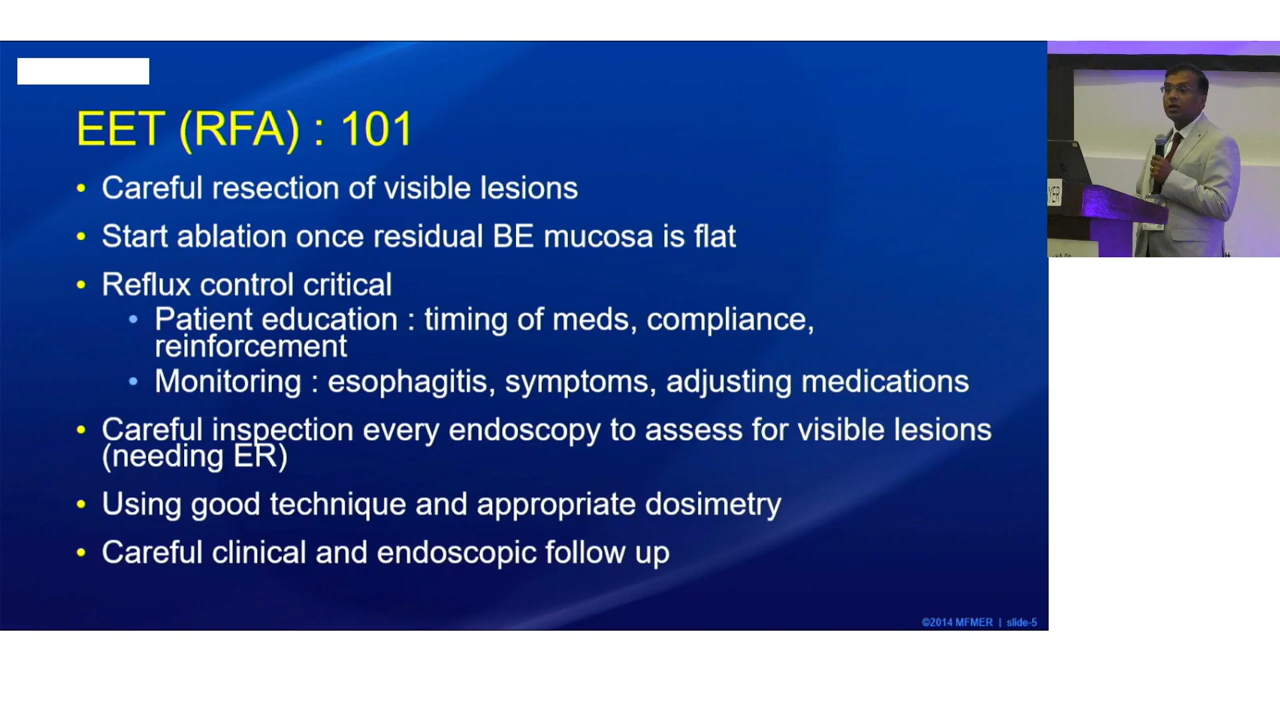 EET (RFA) : 101
• Careful resection of visible lesions
• Start ablation once residual BE mucosa is flat
• Reflux control critical
• Patient education : timing of meds, compliance,
reinforcement
• Monitoring : esophagitis, symptoms, adjusting medications
• Careful inspection every endoscopy to assess for visible lesions
(needing ER)
• Using good technique and appropriate dosimetry
• Careful clinical and endoscopic follow up
©2014 MFMER | slide-5